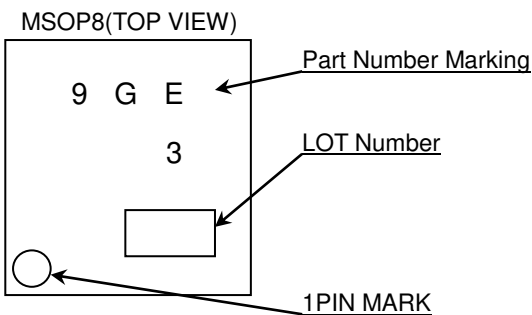 MSOP8(TOP VIEW)
Part Number Marking
9 G E
3
LOT Number
1PIN MARK